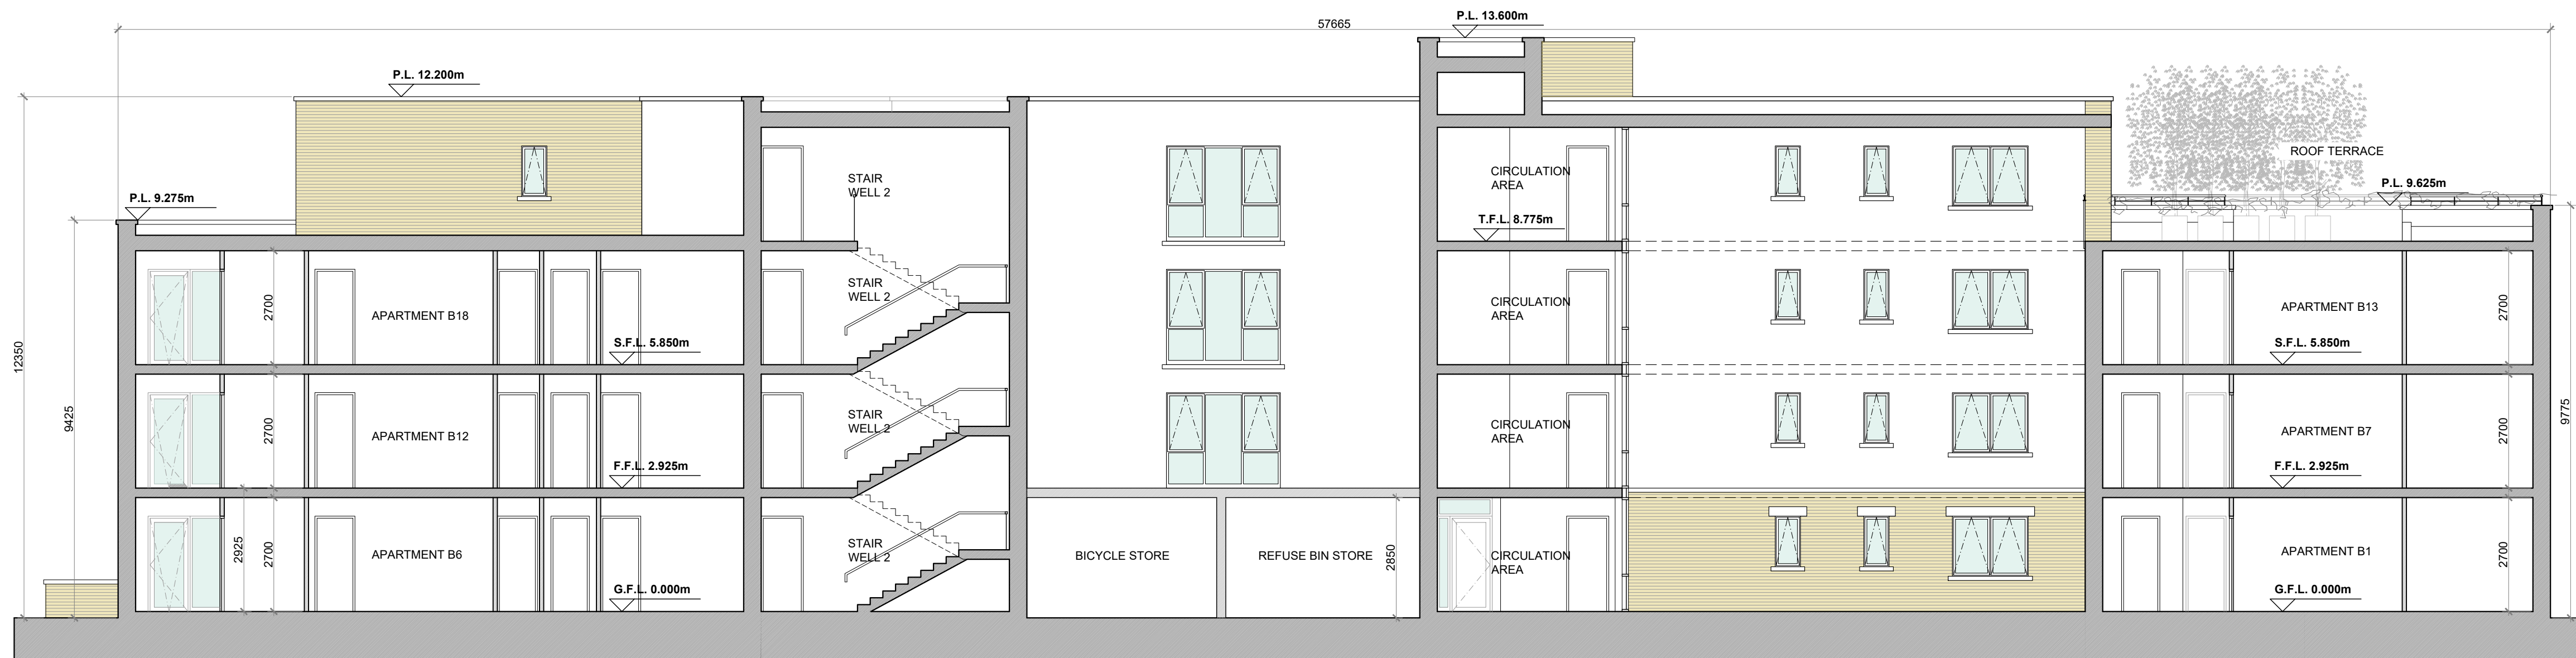 57665
P.L. 13.600m
P.L. 12.200m
P.L. 9.275m
ROOF TERRACE
P.L. 9.625m
STAIR
WELL 2
CIRCULATION
AREA
T.F.L. 8.775m
12350
9425
2700
APARTMENT B18
S.F.L. 5.850m
STAIR
WELL 2
CIRCULATION
AREA
APARTMENT B13
S.F.L. 5.850m
2700
9775
2700
APARTMENT B12
F.F.L. 2.925m
STAIR
WELL 2
CIRCULATION
AREA
APARTMENT B7
F.F.L. 2.925m
2700
2925
2700
APARTMENT B6
G.F.L. 0.000m
STAIR
WELL 2
BICYCLE STORE
REFUSE BIN STORE
2850
CIRCULATION
AREA
APARTMENT B1
G.F.L. 0.000m
2700